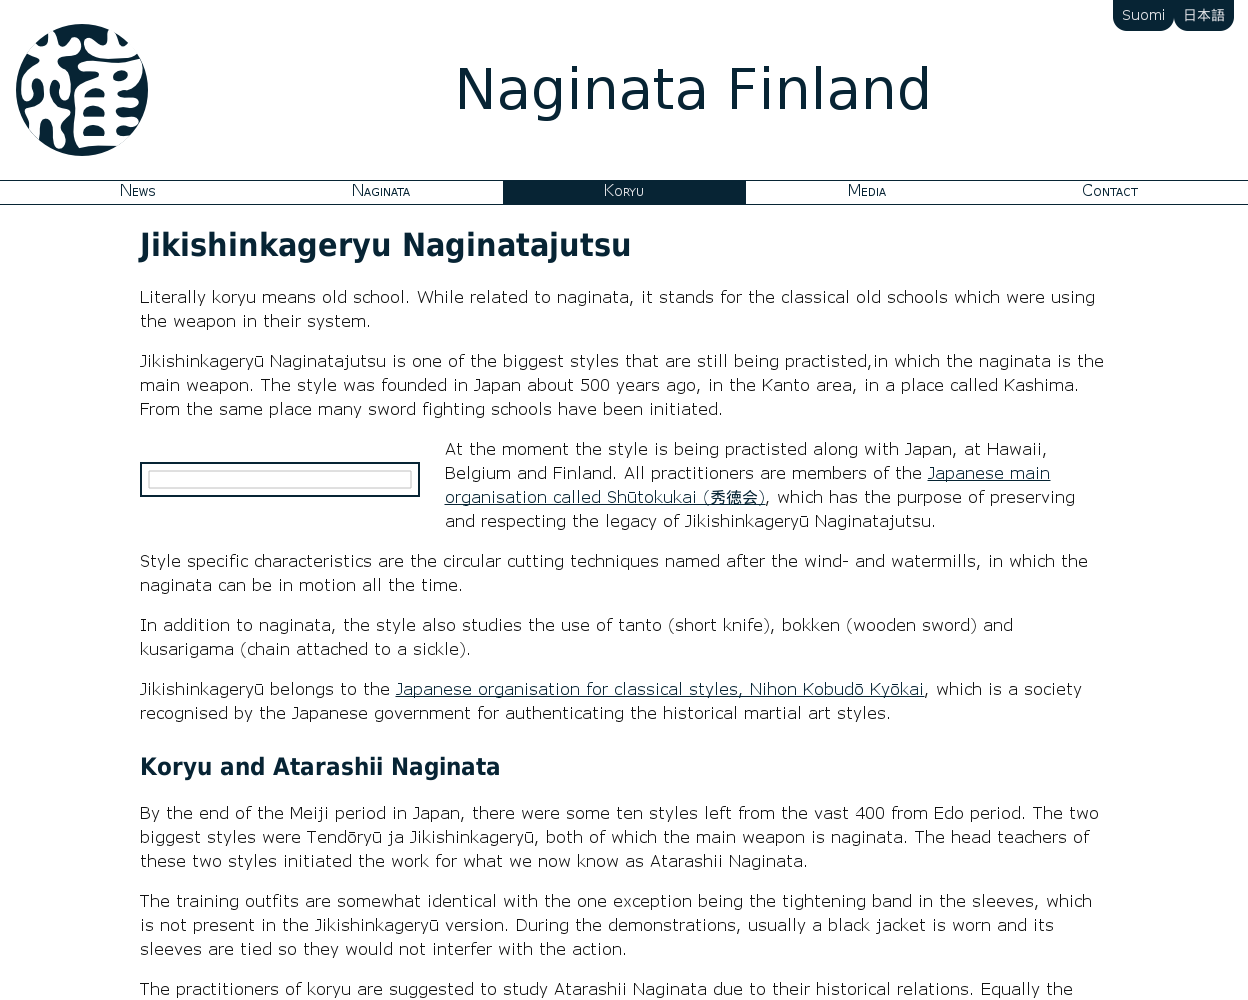 Suomi 日本語
Naginata Finland
News Naginata Koryu Media Contact
Jikishinkageryu Naginatajutsu
Literally koryu means old school. While related to naginata, it stands for the classical old schools which were using
the weapon in their system.
Jikishinkageryū Naginatajutsu is one of the biggest styles that are still being practisted,in which the naginata is the
main weapon. The style was founded in Japan about 500 years ago, in the Kanto area, in a place called Kashima.
From the same place many sword fighting schools have been initiated.
At the moment the style is being practisted along with Japan, at Hawaii,
Belgium and Finland. All practitioners are members of the Japanese main
organisation called Shūtokukai (秀徳会), which has the purpose of preserving
and respecting the legacy of Jikishinkageryū Naginatajutsu.
Style specific characteristics are the circular cutting techniques named after the wind- and watermills, in which the
naginata can be in motion all the time.
In addition to naginata, the style also studies the use of tanto (short knife), bokken (wooden sword) and
kusarigama (chain attached to a sickle).
Jikishinkageryū belongs to the Japanese organisation for classical styles, Nihon Kobudō Kyōkai, which is a society
recognised by the Japanese government for authenticating the historical martial art styles.
Koryu and Atarashii Naginata
By the end of the Meiji period in Japan, there were some ten styles left from the vast 400 from Edo period. The two
biggest styles were Tendōryū ja Jikishinkageryū, both of which the main weapon is naginata. The head teachers of
these two styles initiated the work for what we now know as Atarashii Naginata.
The training outfits are somewhat identical with the one exception being the tightening band in the sleeves, which
is not present in the Jikishinkageryū version. During the demonstrations, usually a black jacket is worn and its
sleeves are tied so they would not interfer with the action.
The practitioners of koryu are suggested to study Atarashii Naginata due to their historical relations. Equally the